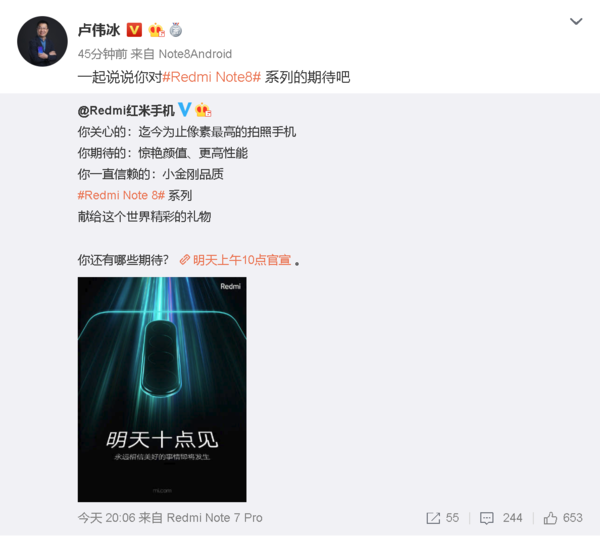 卢伟冰
45分钟前 来自 Note8Android
一起说说你对#Redmi Note8# 系列的期待吧
@Redmi红米手机
你关心的：迄今为止像素最高的拍照手机
你期待的：惊艳颜值、更高性能
你一直信赖的：小金刚品质
#Redmi Note 8# 系列
献给这个世界精彩的礼物
你还有哪些期待？ 明天上午10点官宣 。
Redmi
明天十点见
永远相信美好的事情即将发生
今天 20:06 来自 Redmi Note 7 Pro
55 244 653